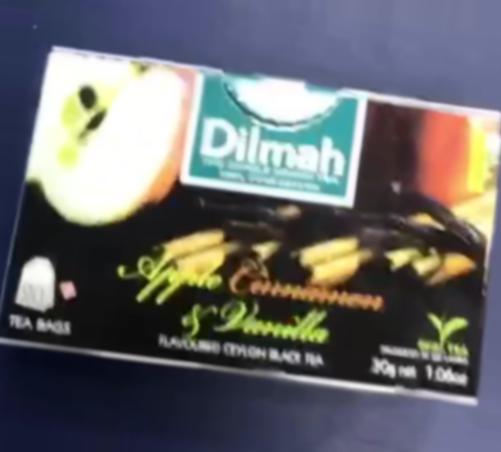 Dilmah
Apple Cinnamon
& Vanilla
FLAVOURED CEYLON BLACK TEA
TEA BAGS
30g net 1.06oz